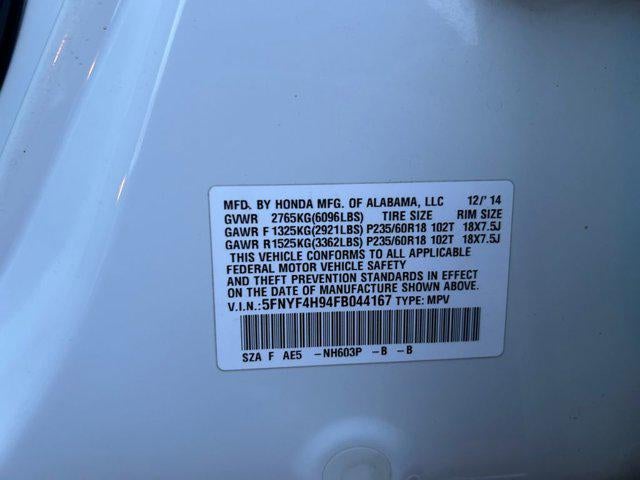 MFD. BY HONDA MFG. OF ALABAMA, LLC 12/'14
GVWR 2765KG(6096LBS) TIRE SIZE RIM SIZE
GAWR F 1325KG(2921LBS) P235/60R18 102T 18X7.5J
GAWR R 1525KG(3362LBS) P235/60R18 102T 18X7.5J
THIS VEHICLE CONFORMS TO ALL APPLICABLE
FEDERAL MOTOR VEHICLE SAFETY
AND THEFT PREVENTION STANDARDS IN EFFECT
ON THE DATE OF MANUFACTURE SHOWN ABOVE.
V.I.N.:5FNYF4H94FB044167 TYPE: MPV
SZA F AE5 -NH603P -B -B